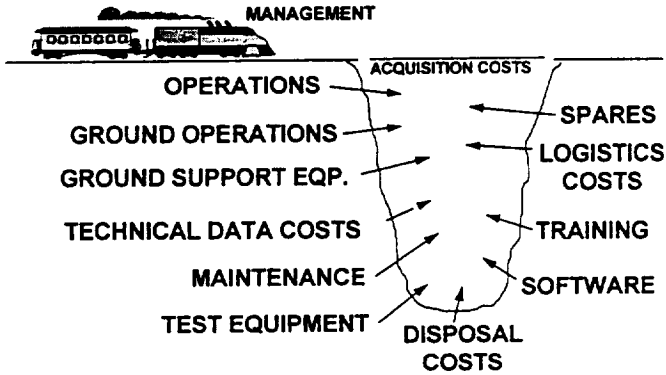 MANAGEMENT
ACQUISITION COSTS
OPERATIONS
SPARES
GROUND OPERATIONS
LOGISTICS
COSTS
GROUND SUPPORT EQP.
TECHNICAL DATA COSTS
TRAINING
MAINTENANCE
SOFTWARE
TEST EQUIPMENT
DISPOSAL
COSTS